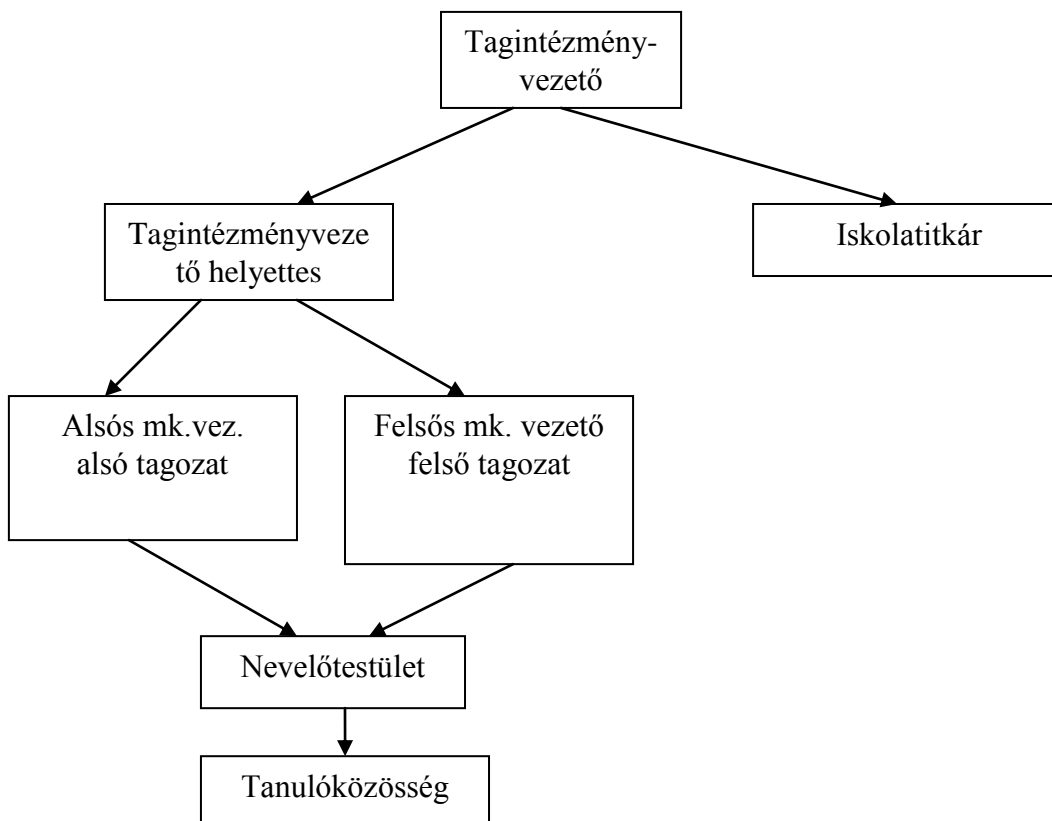 Tagintézmény-
vezető
Tagintézményveze
tő helyettes
Iskolatitkár
Alsós mk.vez.
alsó tagozat
Felsős mk. vezető
felső tagozat
Nevelőtestület
Tanulóközösség